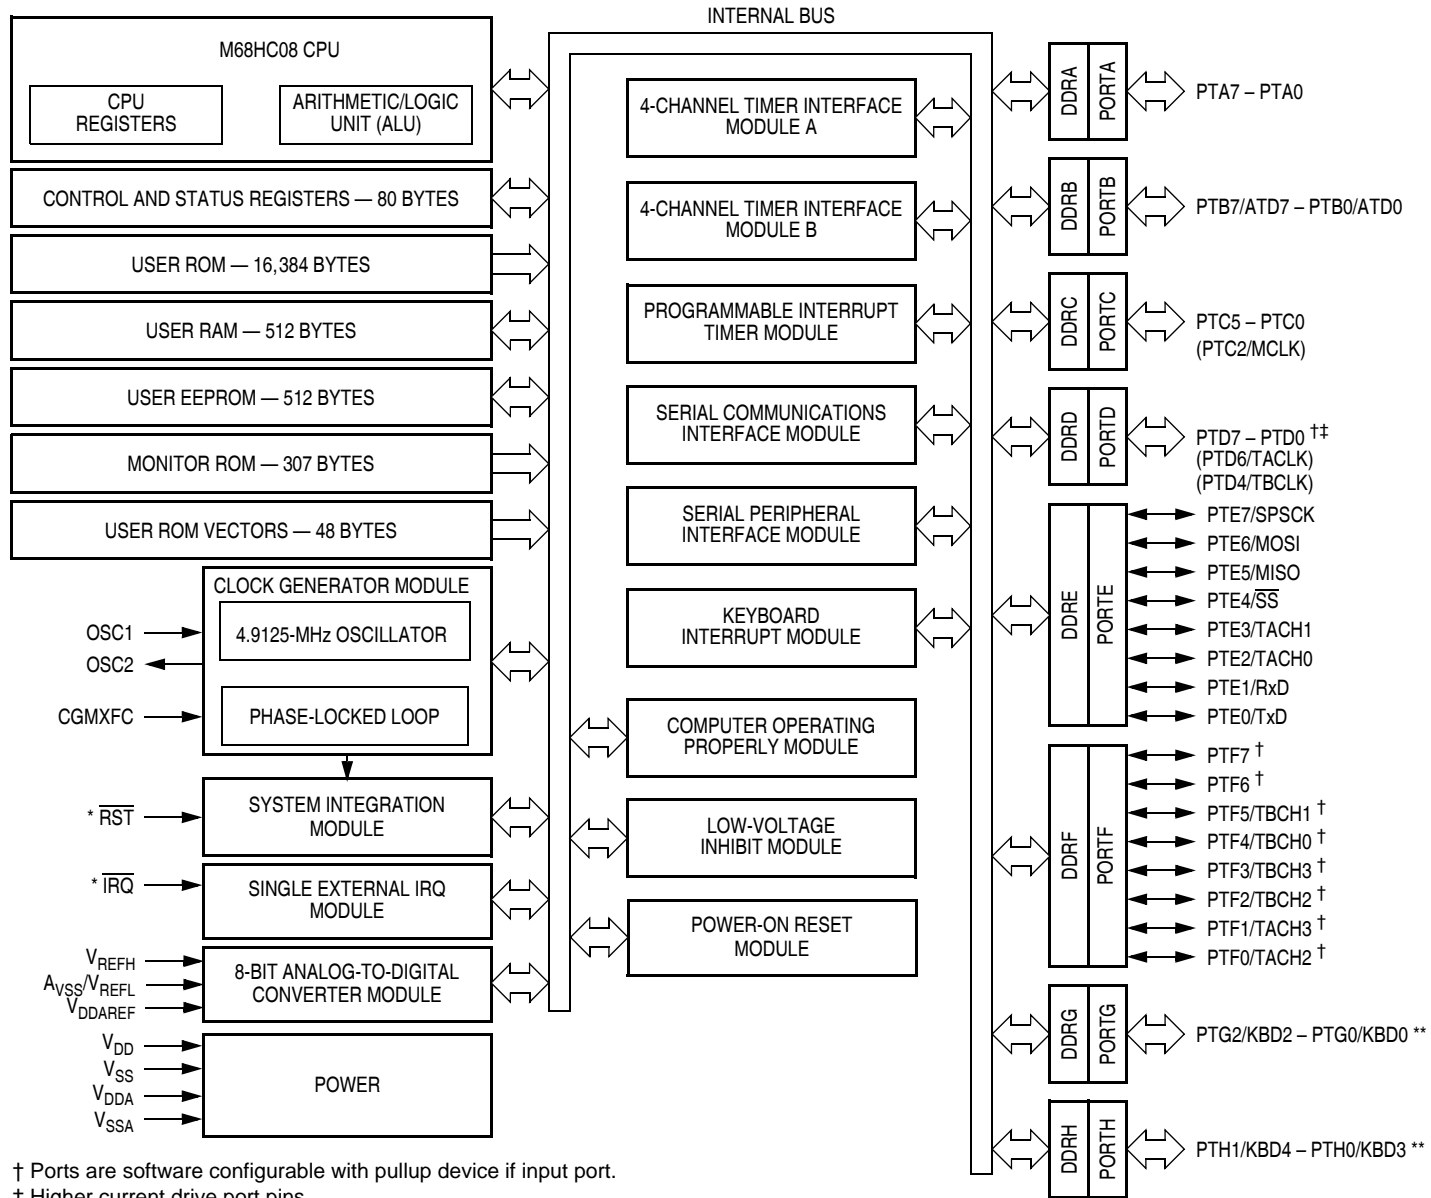 INTERNAL BUS
M68HC08 CPU
CPU
REGISTERS
ARITHMETIC/LOGIC
UNIT (ALU)
CONTROL AND STATUS REGISTERS — 80 BYTES
USER ROM — 16,384 BYTES
USER RAM — 512 BYTES
USER EEPROM — 512 BYTES
MONITOR ROM — 307 BYTES
USER ROM VECTORS — 48 BYTES
CLOCK GENERATOR MODULE
4.9125-MHz OSCILLATOR
PHASE-LOCKED LOOP
OSC1
OSC2
CGMXFC
SYSTEM INTEGRATION
MODULE
* RST
SINGLE EXTERNAL IRQ
MODULE
* IRQ
8-BIT ANALOG-TO-DIGITAL
CONVERTER MODULE
VREFH
AVSS/VREFL
VDDAREF
POWER
VDD
VSS
VDDA
VSSA
4-CHANNEL TIMER INTERFACE
MODULE A
4-CHANNEL TIMER INTERFACE
MODULE B
PROGRAMMABLE INTERRUPT
TIMER MODULE
SERIAL COMMUNICATIONS
INTERFACE MODULE
SERIAL PERIPHERAL
INTERFACE MODULE
KEYBOARD
INTERRUPT MODULE
COMPUTER OPERATING
PROPERLY MODULE
LOW-VOLTAGE
INHIBIT MODULE
POWER-ON RESET
MODULE
DDRA
PORTA
PTA7 – PTA0
DDRB
PORTB
PTB7/ATD7 – PTB0/ATD0
DDRC
PORTC
PTC5 – PTC0
(PTC2/MCLK)
DDRD
PORTD
PTD7 – PTD0 †‡
(PTD6/TACLK)
(PTD4/TBCLK)
DDRE
PORTE
PTE7/SPSCK
PTE6/MOSI
PTE5/MISO
PTE4/SS
PTE3/TACH1
PTE2/TACH0
PTE1/RxD
PTE0/TxD
DDRF
PORTF
PTF7 †
PTF6 †
PTF5/TBCH1 †
PTF4/TBCH0 †
PTF3/TBCH3 †
PTF2/TBCH2 †
PTF1/TACH3 †
PTF0/TACH2 †
DDRG
PORTG
PTG2/KBD2 – PTG0/KBD0 **
DDRH
PORTH
PTH1/KBD4 – PTH0/KBD3 **
† Ports are software configurable with pullup device if input port.
Higher current drive port pins